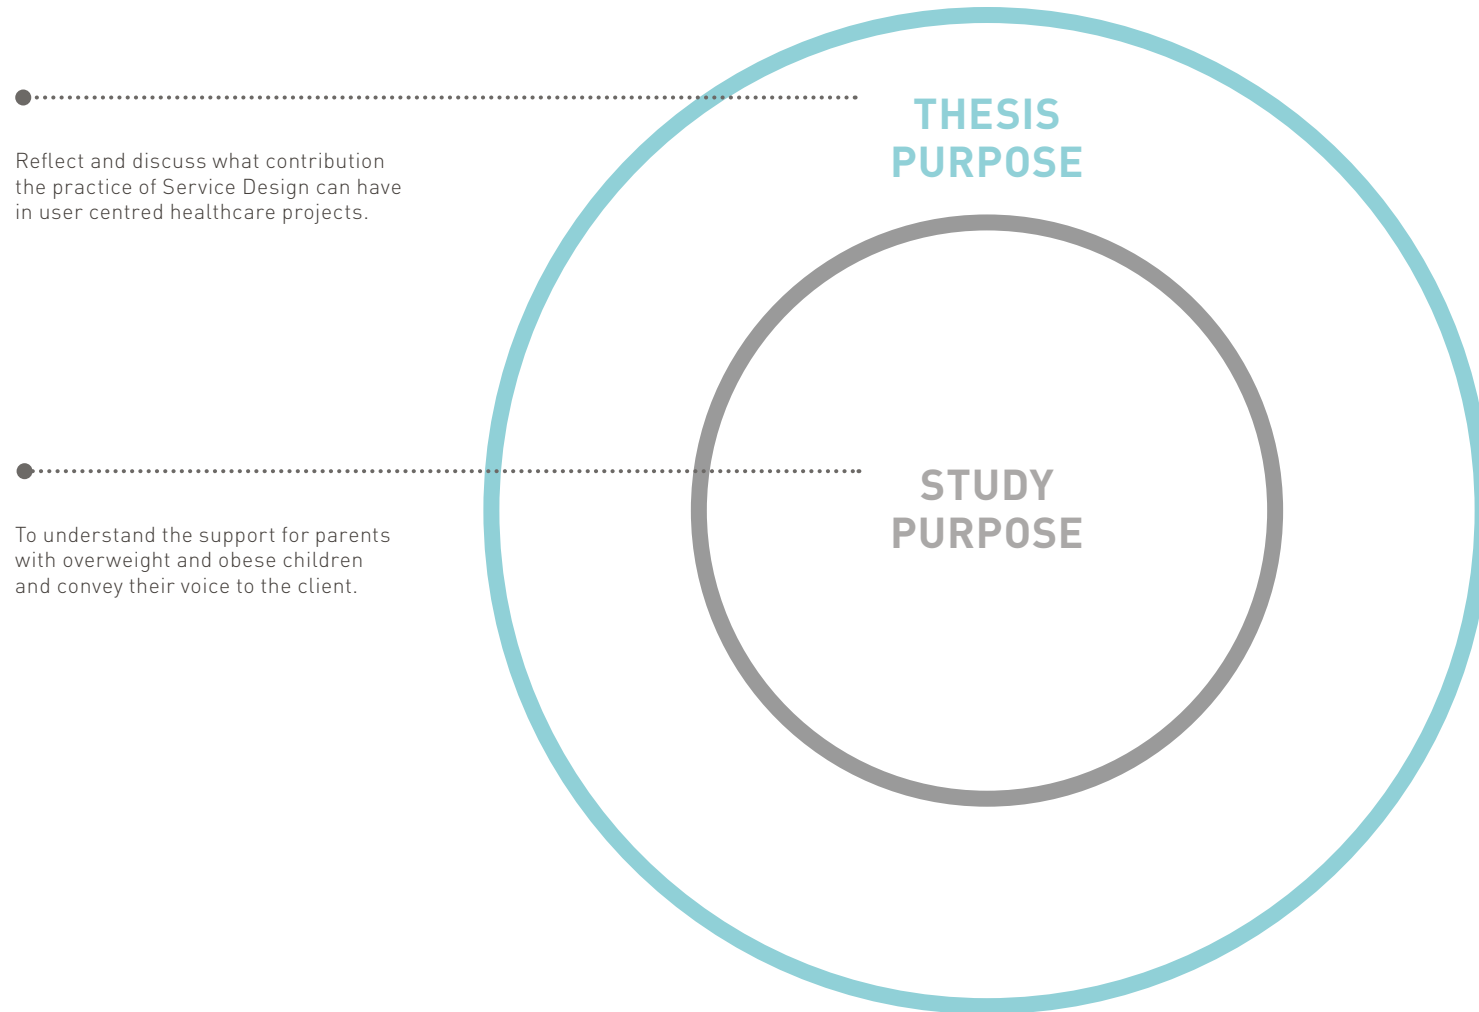 THESIS
PURPOSE
Reflect and discuss what contribution
the practice of Service Design can have
in user centred healthcare projects.
STUDY
PURPOSE
To understand the support for parents
with overweight and obese children
and convey their voice to the client.